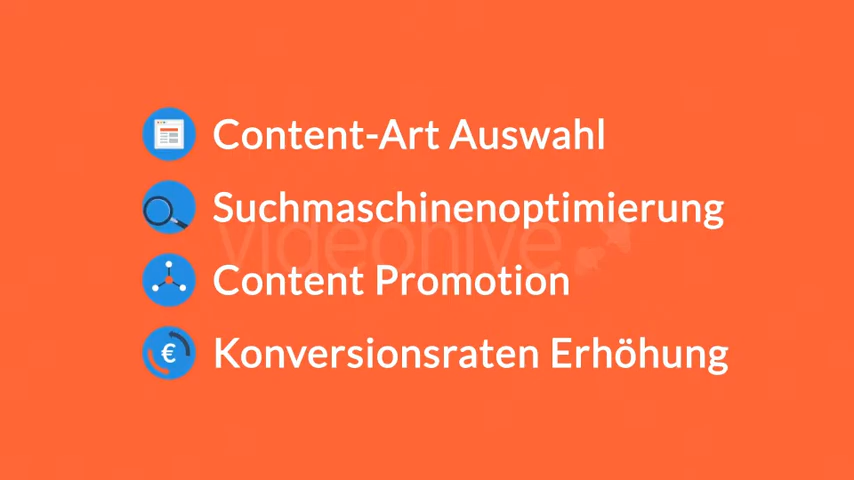 Content-Art Auswahl
Suchmaschinenoptimierung
videohive
Content Promotion
€ Konversionsraten Erhöhung